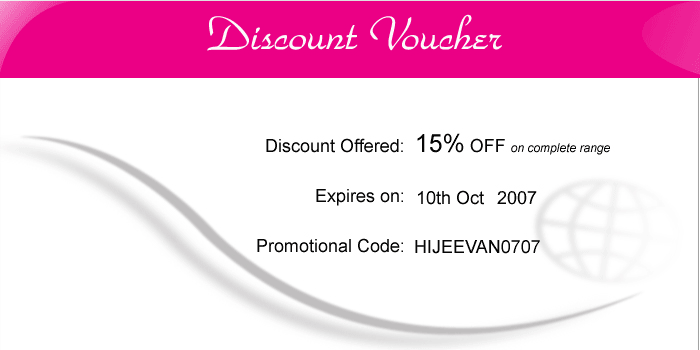 Discount Voucher
Discount Offered: 15% OFF on complete range
Expires on: 10th Oct 2007
Promotional Code: HIJEEVAN0707